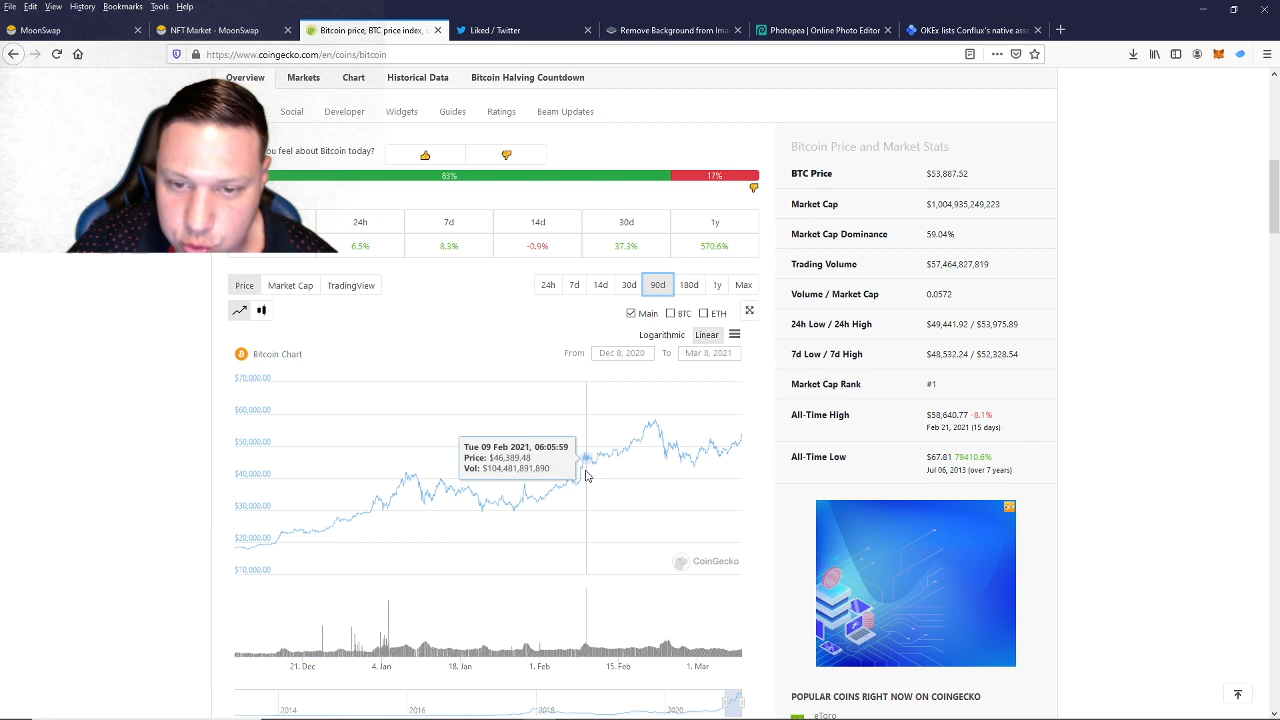 File Edit View History Bookmarks Tools Help
MoonSwap
NFT Market - MoonSwap
Bitcoin price, BTC price index, c
Liked / Twitter
Remove Background from Ima
Photopea | Online Photo Editor
OKEx lists Conflux's native asse
https://www.coingecko.com/en/coins/bitcoin
Overview Markets Chart Historical Data Bitcoin Halving Countdown
Social Developer Widgets Guides Ratings Beam Updates
you feel about Bitcoin today?
83% 17%
24h 7d 14d 30d 1y
6.5% 8.3% -0.9% 37.3% 570.6%
Price Market Cap TradingView
24h 7d 14d 30d 90d 180d 1y Max
Main BTC ETH
Logarithmic Linear
Bitcoin Chart
From Dec 8, 2020 To Mar 8, 2021
$70,000.00
$60,000.00
$50,000.00
$40,000.00
$30,000.00
$20,000.00
$10,000.00
Tue 09 Feb 2021, 06:05:59
Price: $46,389.48
Vol: $104,481,891,890
CoinGecko
21. Dec 4. Jan 18. Jan 1. Feb 15. Feb 1. Mar
2014 2016 2018 2020
Bitcoin Price and Market Stats
BTC Price $53,887.52
Market Cap $1,004,935,249,223
Market Cap Dominance 59.04%
Trading Volume $57,464,827,819
Volume / Market Cap 0.0572
24h Low / 24h High $49,441.92 / $53,975.89
7d Low / 7d High $48,532.24 / $52,328.54
Market Cap Rank #1
All-Time High $58,640.77 -8.1%
Feb 21, 2021 (15 days)
All-Time Low $67.81 79410.6%
Jul 06, 2013 (over 7 years)
POPULAR COINS RIGHT NOW ON COINGECKO
eToro